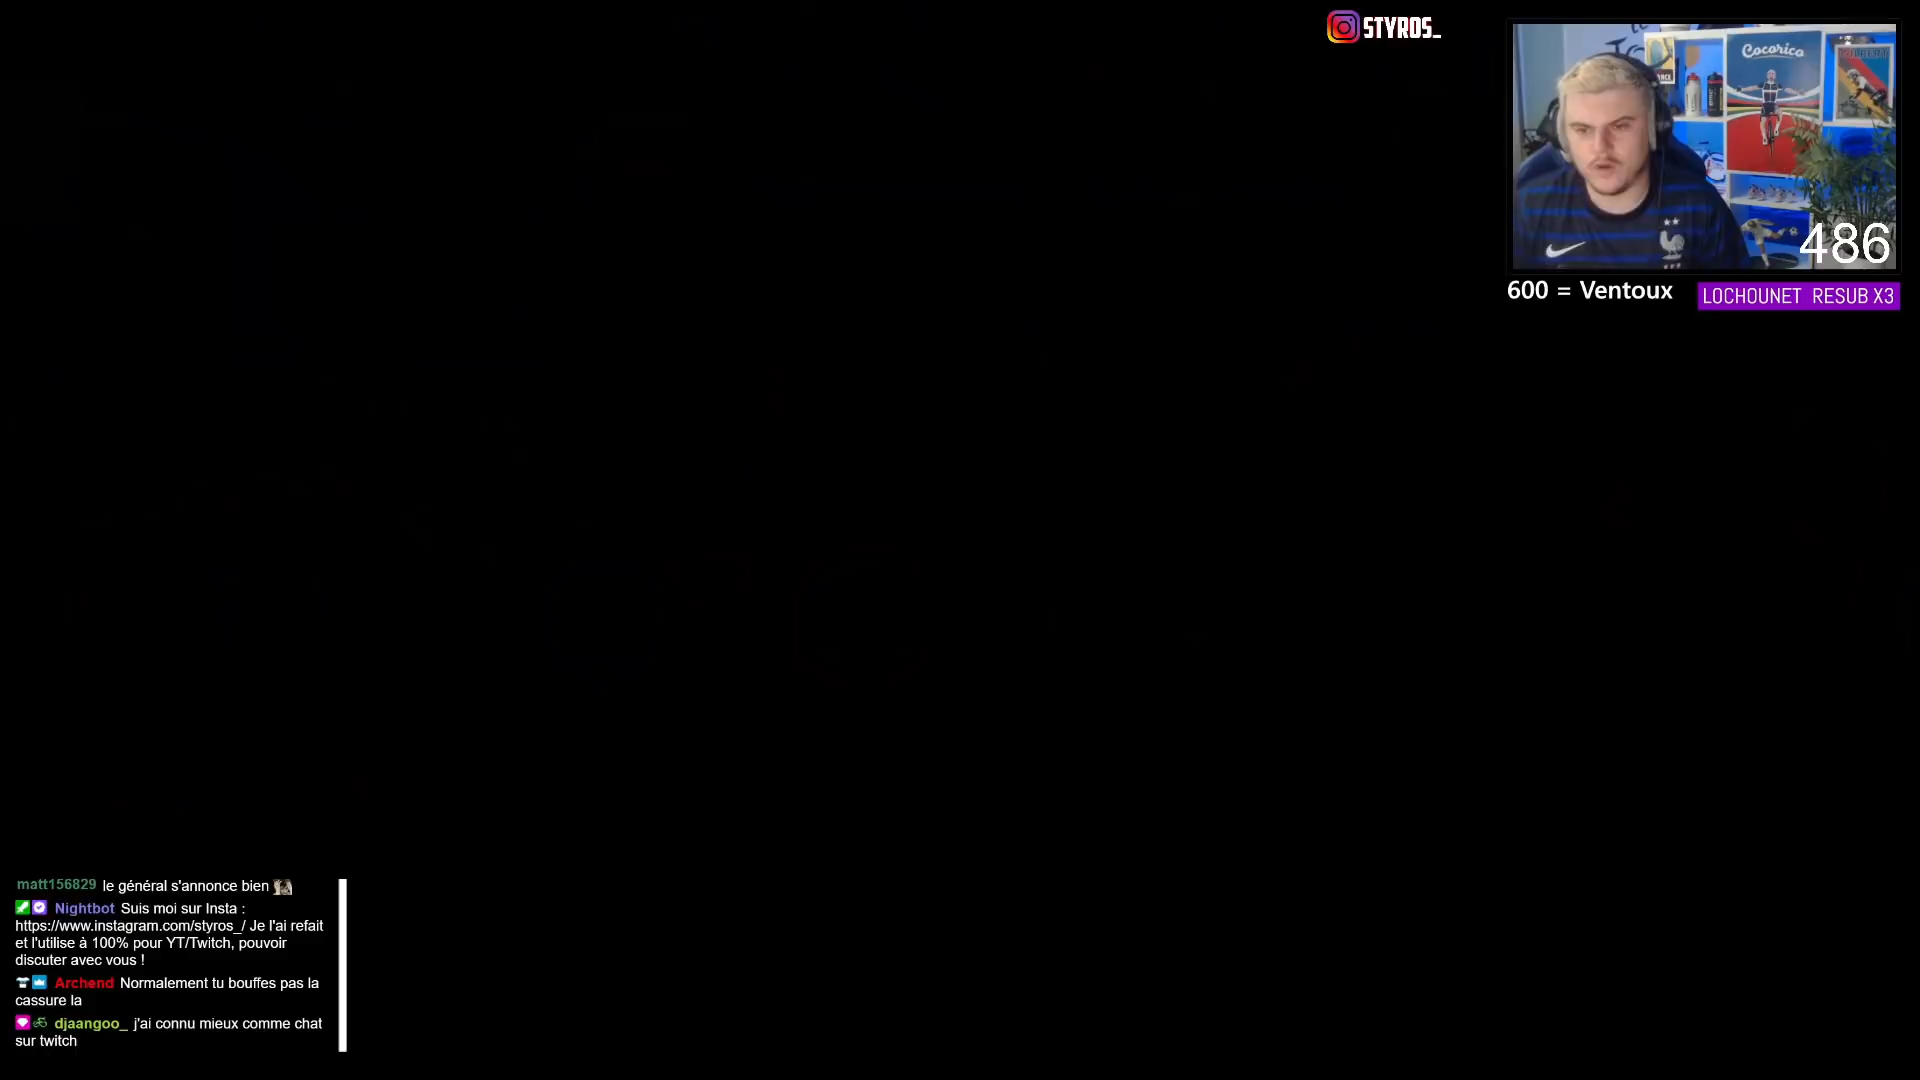 STYROS_
Cocorico
486
600 = Ventoux
LOCHOUNET RESUB X3
matt156829 le général s'annonce bien
Nightbot Suis moi sur Insta :
https://www.instagram.com/styros_/ Je l'ai refait
et l'utilise à 100% pour YT/Twitch, pouvoir
discuter avec vous !
Archend Normalement tu bouffes pas la
cassure la
djaangoo_ j'ai connu mieux comme chat
sur twitch